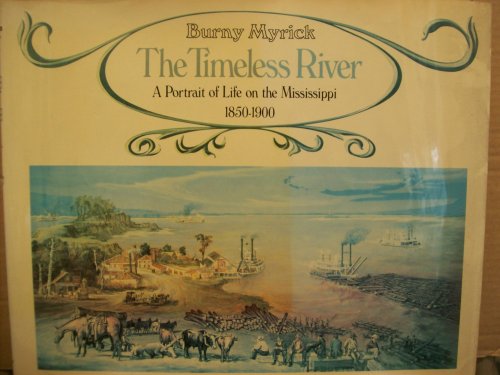 Burny Myrick
The Timeless River
A Portrait of Life on the Mississippi
1850-1900